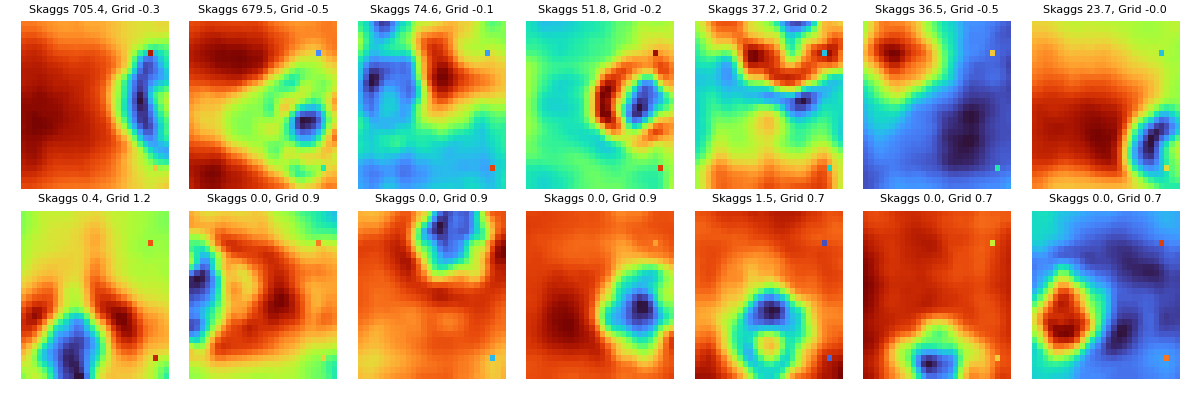 Skaggs 705.4, Grid -0.3
Skaggs 679.5, Grid -0.5
Skaggs 74.6, Grid -0.1
Skaggs 51.8, Grid -0.2
Skaggs 37.2, Grid 0.2
Skaggs 36.5, Grid -0.5
Skaggs 23.7, Grid -0.0
Skaggs 0.4, Grid 1.2
Skaggs 0.0, Grid 0.9
Skaggs 0.0, Grid 0.9
Skaggs 0.0, Grid 0.9
Skaggs 1.5, Grid 0.7
Skaggs 0.0, Grid 0.7
Skaggs 0.0, Grid 0.7